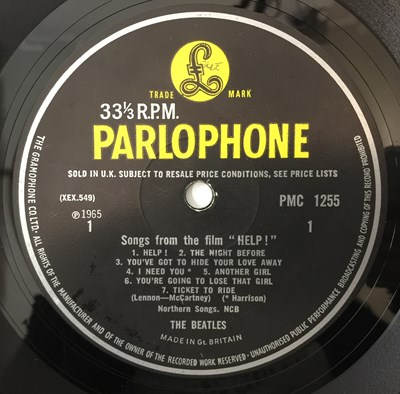 £
TRADE MARK
33⅓ R.P.M.
PARLOPHONE
SOLD IN U.K. SUBJECT TO RESALE PRICE CONDITIONS, SEE PRICE LISTS
(XEX.549)
PMC 1255
℗1965
1
1
Songs from the film "HELP!"
1. HELP! 2. THE NIGHT BEFORE
3. YOU'VE GOT TO HIDE YOUR LOVE AWAY
4. I NEED YOU* 5. ANOTHER GIRL
6. YOU'RE GOING TO LOSE THAT GIRL
7. TICKET TO RIDE
(Lennon—McCartney) (* Harrison)
Northern Songs. NCB
THE BEATLES
MADE IN Gt. BRITAIN
THE GRAMOPHONE CO. LTD. ALL RIGHTS OF THE MANUFACTURER AND OF THE OWNER OF THE RECORDED WORK RESERVED · UNAUTHORISED PUBLIC PERFORMANCE BROADCASTING AND COPYING OF THIS RECORD PROHIBITED